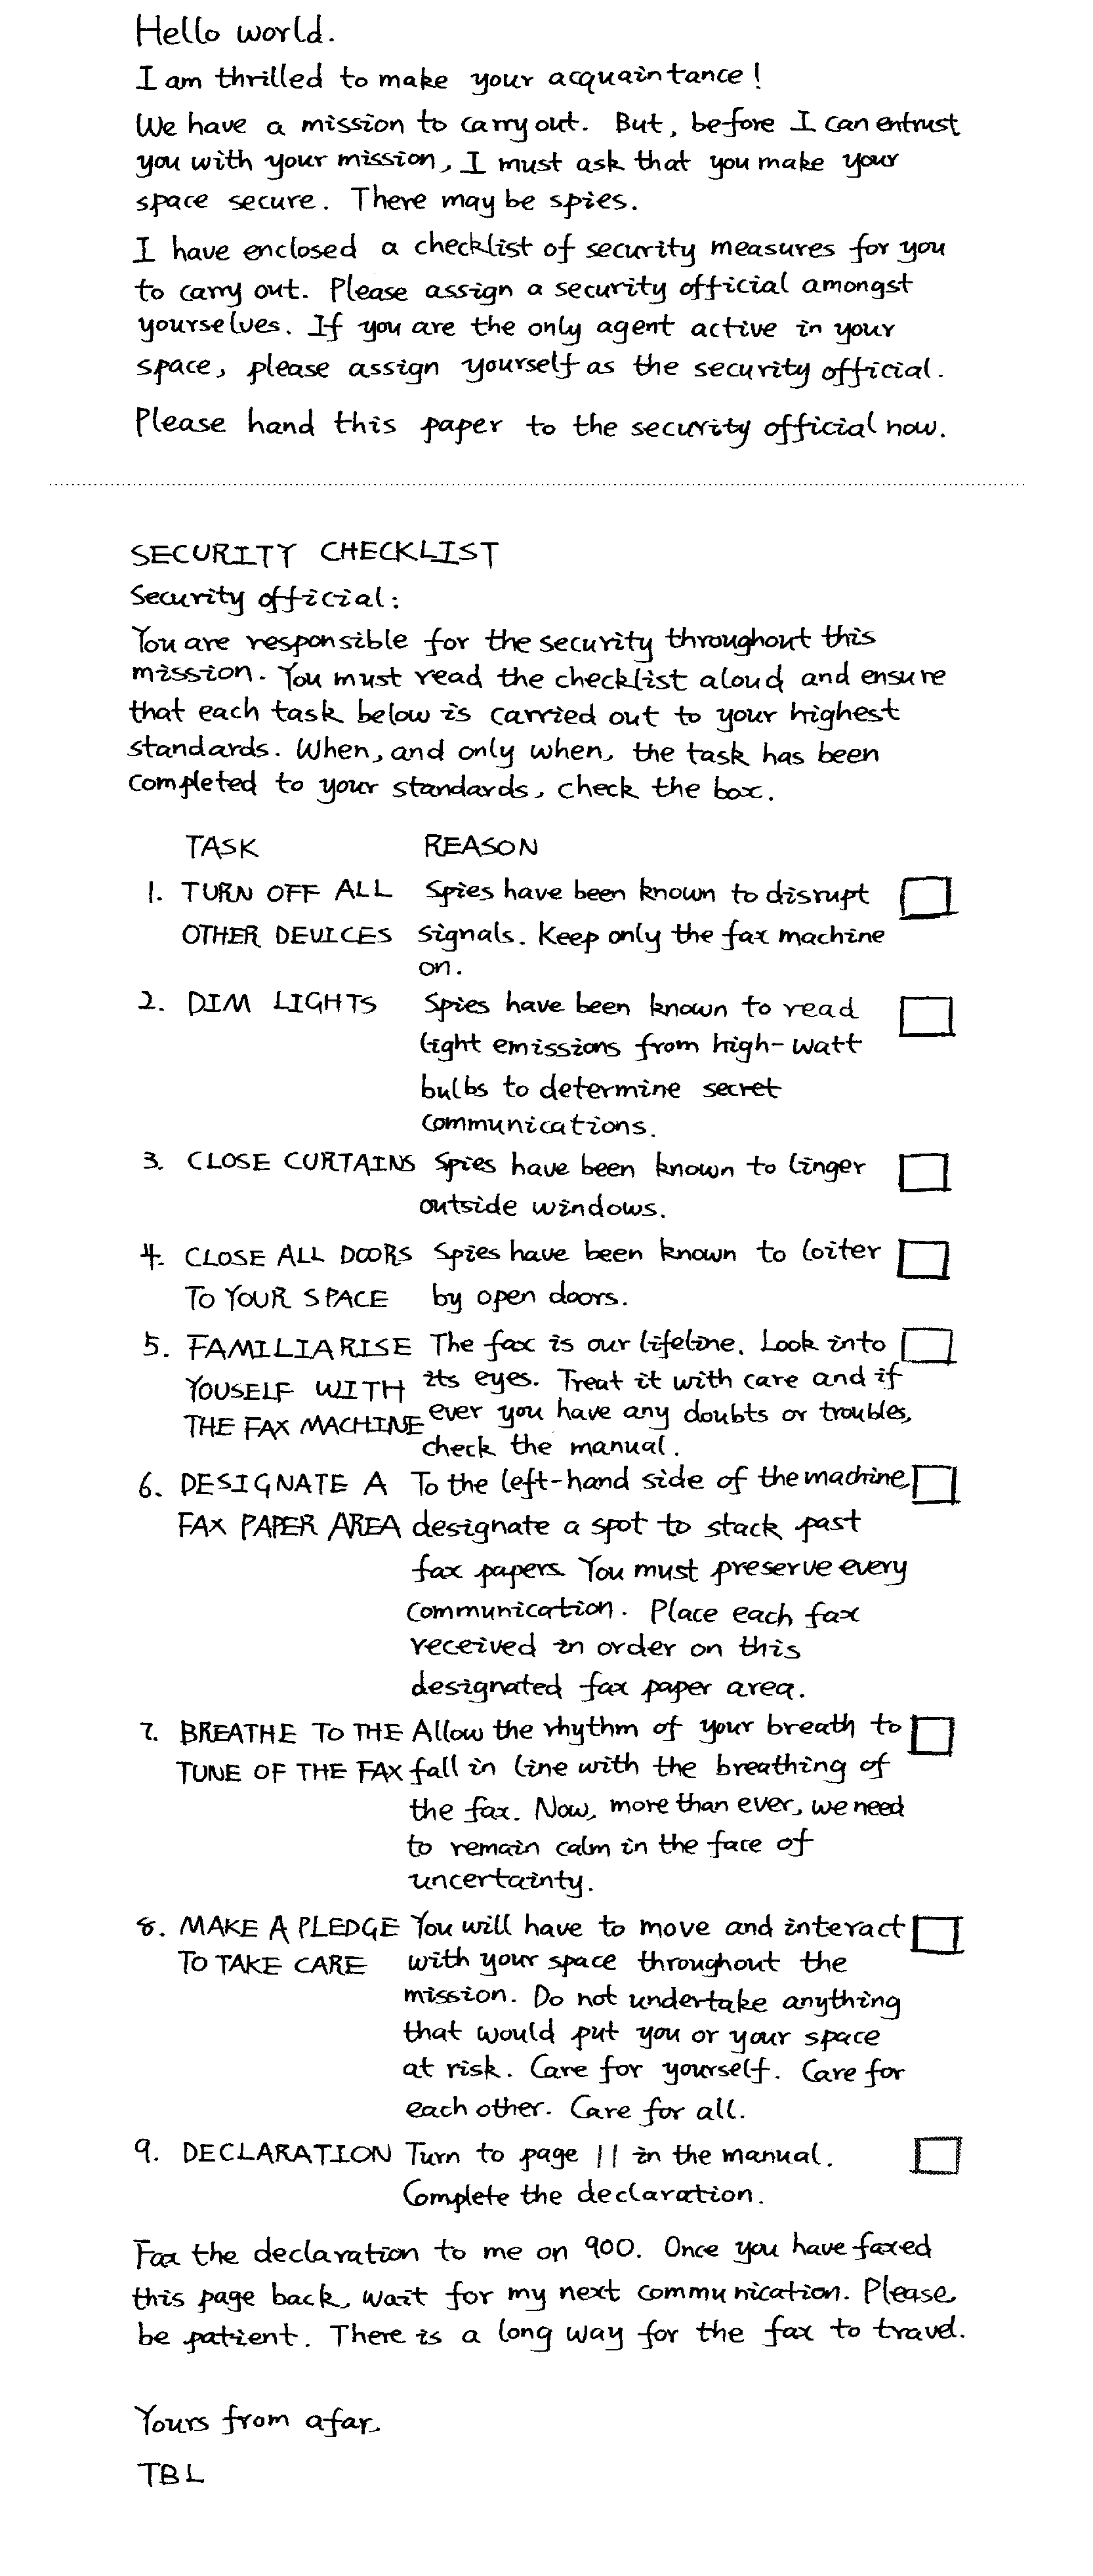 Hello world.
I am thrilled to make your acquaintance!
We have a mission to carry out. But, before I can entrust
you with your mission, I must ask that you make your
space secure. There may be spies.
I have enclosed a checklist of security measures for you
to carry out. Please assign a security official amongst
yourselves. If you are the only agent active in your
space, please assign yourself as the security official.
Please hand this paper to the security official now.
SECURITY CHECKLIST
Security official:
You are responsible for the security throughout this
mission. You must read the checklist aloud and ensure
that each task below is carried out to your highest
standards. When, and only when, the task has been
completed to your standards, check the box.
TASK REASON
1. TURN OFF ALL Spies have been known to disrupt
OTHER DEVICES signals. Keep only the fax machine
on.
2. DIM LIGHTS Spies have been known to read
light emissions from high-watt
bulbs to determine secret
communications.
3. CLOSE CURTAINS Spies have been known to linger
outside windows.
4. CLOSE ALL DOORS Spies have been known to loiter
TO YOUR SPACE by open doors.
5. FAMILIARISE The fax is our lifeline. Look into
YOUSELF WITH its eyes. Treat it with care and if
THE FAX MACHINE ever you have any doubts or troubles,
check the manual.
6. DESIGNATE A To the left-hand side of the machine,
FAX PAPER AREA designate a spot to stack past
fax papers. You must preserve every
communication. Place each fax
received in order on this
designated fax paper area.
7. BREATHE TO THE Allow the rhythm of your breath to
TUNE OF THE FAX fall in line with the breathing of
the fax. Now, more than ever, we need
to remain calm in the face of
uncertainty.
8. MAKE A PLEDGE You will have to move and interact
TO TAKE CARE with your space throughout the
mission. Do not undertake anything
that would put you or your space
at risk. Care for yourself. Care for
each other. Care for all.
9. DECLARATION Turn to page 11 in the manual.
Complete the declaration.
Fax the declaration to me on 900. Once you have faxed
this page back, wait for my next communication. Please,
be patient. There is a long way for the fax to travel.
Yours from afar,
TBL